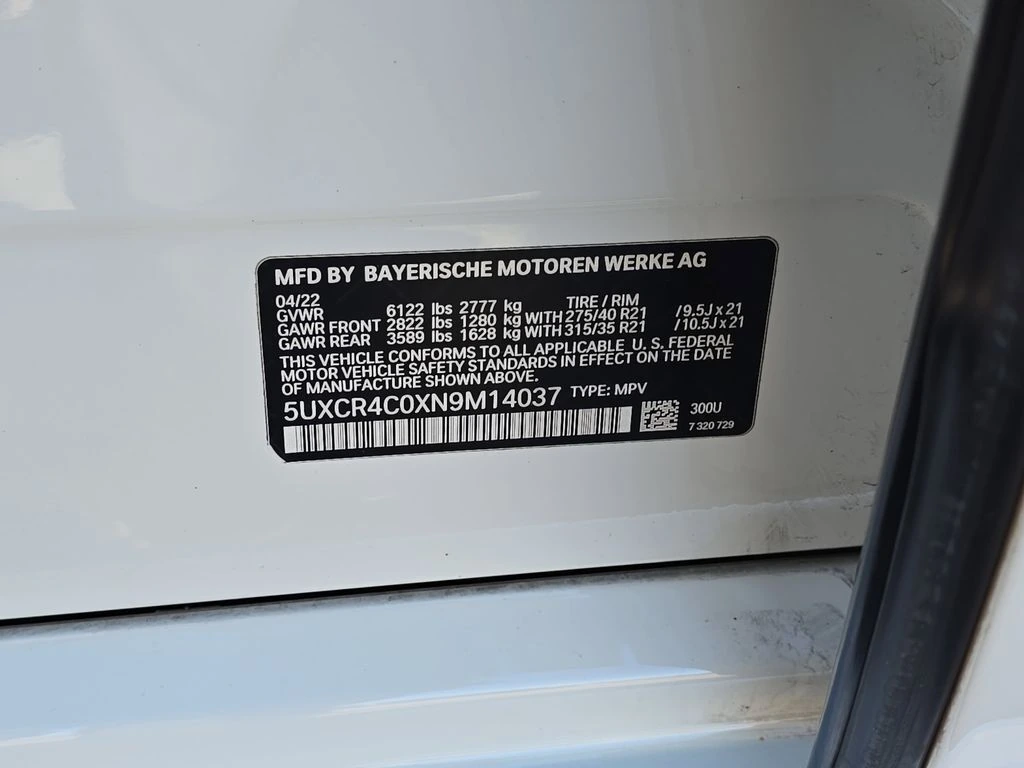 MFD BY BAYERISCHE MOTOREN WERKE AG
04/22 TIRE / RIM
GVWR 6122 lbs 2777 kg
GAWR FRONT 2822 lbs 1280 kg WITH 275/40 R21 /9.5J x 21
GAWR REAR 3589 lbs 1628 kg WITH 315/35 R21 /10.5J x 21
THIS VEHICLE CONFORMS TO ALL APPLICABLE U.S. FEDERAL
MOTOR VEHICLE SAFETY STANDARDS IN EFFECT ON THE DATE
OF MANUFACTURE SHOWN ABOVE.
5UXCR4C0XN9M14037 TYPE: MPV
300U
7 320 729